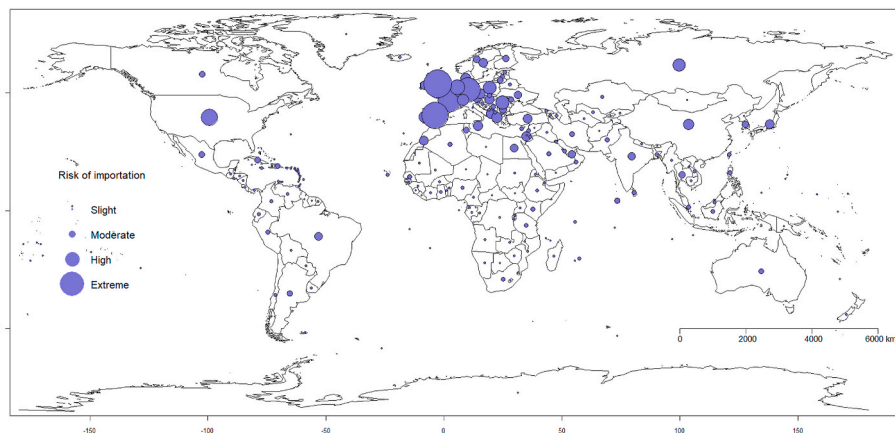 Risk of importation
Slight
Moderate
High
Extreme
0 2000 4000 6000 km
-150 -100 -50 0 50 100 150